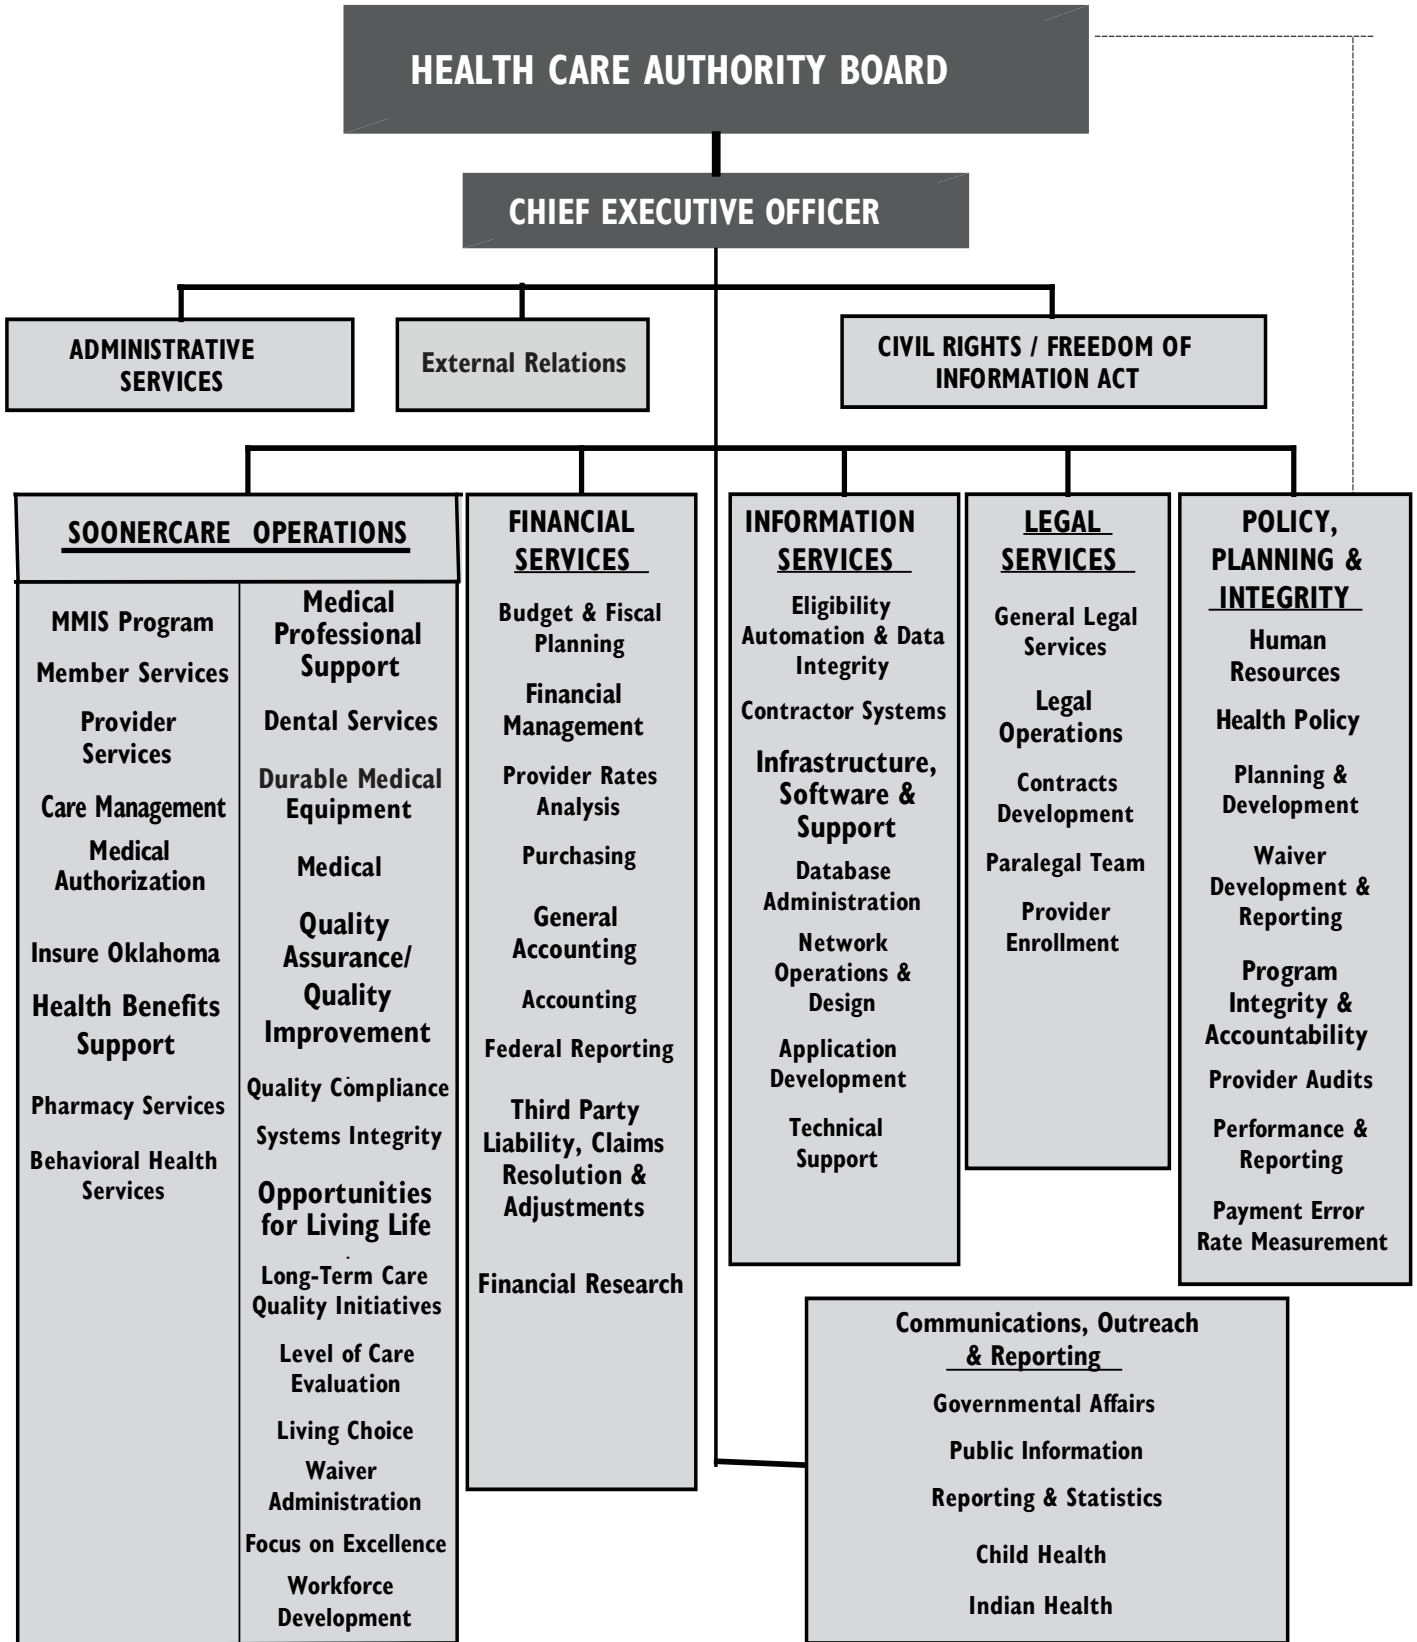 HEALTH CARE AUTHORITY BOARD
CHIEF EXECUTIVE OFFICER
ADMINISTRATIVE
SERVICES
External Relations
CIVIL RIGHTS / FREEDOM OF
INFORMATION ACT
SOONERCARE OPERATIONS
MMIS Program
Member Services
Provider
Services
Care Management
Medical
Authorization
Insure Oklahoma
Health Benefits
Support
Pharmacy Services
Behavioral Health
Services
Medical
Professional
Support
Dental Services
Durable Medical
Equipment
Medical
Quality
Assurance/
Quality
Improvement
Quality Compliance
Systems Integrity
Opportunities
for Living Life
Long-Term Care
Quality Initiatives
Level of Care
Evaluation
Living Choice
Waiver
Administration
Focus on Excellence
Workforce
Development
FINANCIAL
SERVICES
Budget & Fiscal
Planning
Financial
Management
Provider Rates
Analysis
Purchasing
General
Accounting
Accounting
Federal Reporting
Third Party
Liability, Claims
Resolution &
Adjustments
Financial Research
INFORMATION
SERVICES
Eligibility
Automation & Data
Integrity
Contractor Systems
Infrastructure,
Software &
Support
Database
Administration
Network
Operations &
Design
Application
Development
Technical
Support
LEGAL
SERVICES
General Legal
Services
Legal
Operations
Contracts
Development
Paralegal Team
Provider
Enrollment
POLICY,
PLANNING &
INTEGRITY
Human
Resources
Health Policy
Planning &
Development
Waiver
Development &
Reporting
Program
Integrity &
Accountability
Provider Audits
Performance &
Reporting
Payment Error
Rate Measurement
Communications, Outreach
& Reporting
Governmental Affairs
Public Information
Reporting & Statistics
Child Health
Indian Health